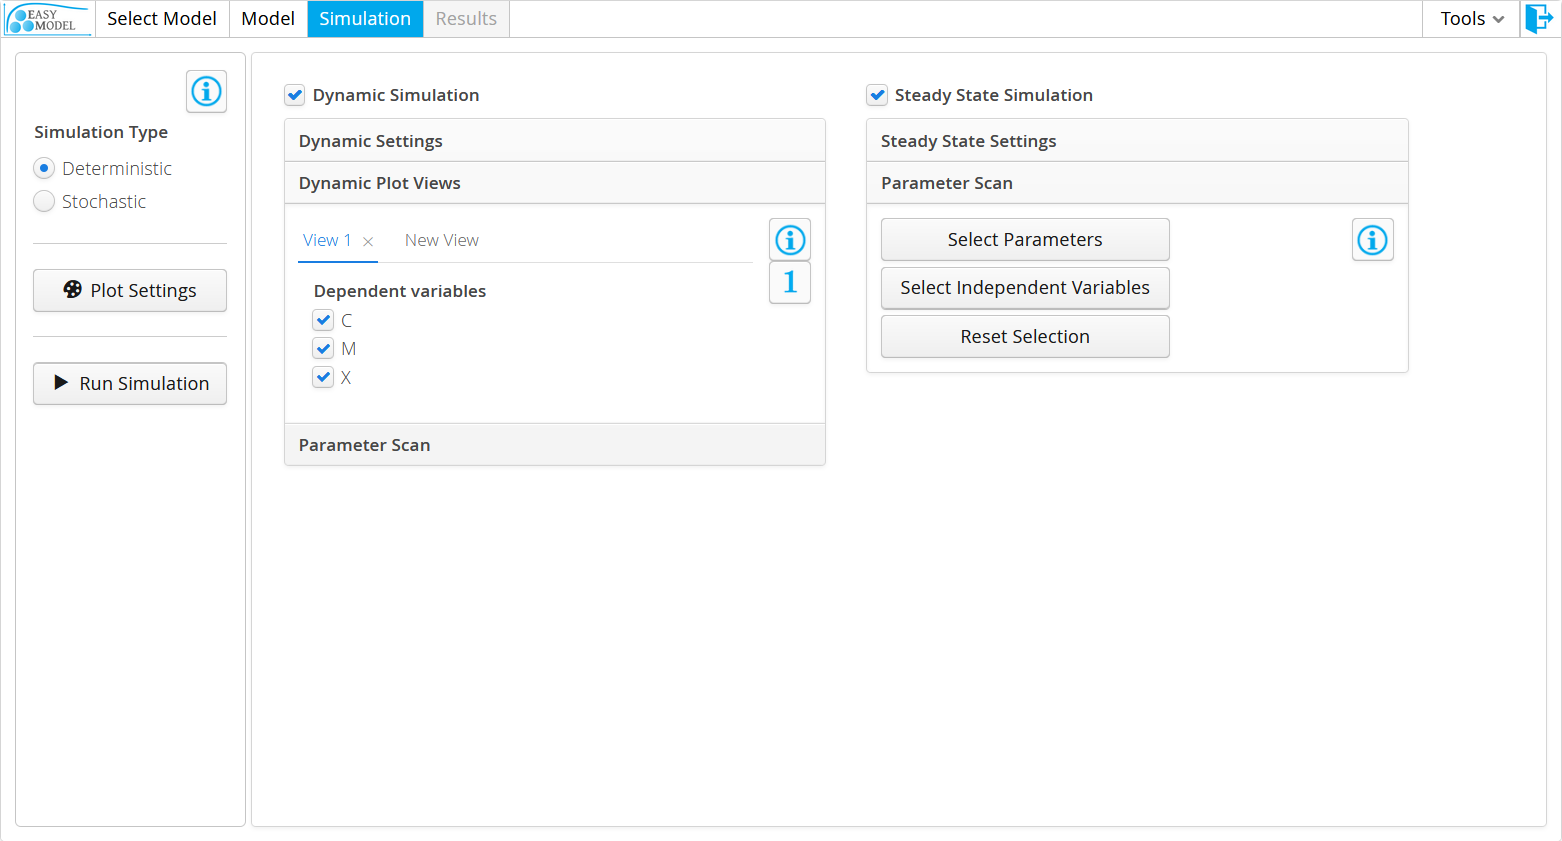 EASY
MODEL
Select Model
Model
Simulation
Results
Tools
Simulation Type
Deterministic
Stochastic
Plot Settings
Run Simulation
Dynamic Simulation
Dynamic Settings
Dynamic Plot Views
View 1 ×
New View
1
Dependent variables
C
M
X
Parameter Scan
Steady State Simulation
Steady State Settings
Parameter Scan
Select Parameters
Select Independent Variables
Reset Selection